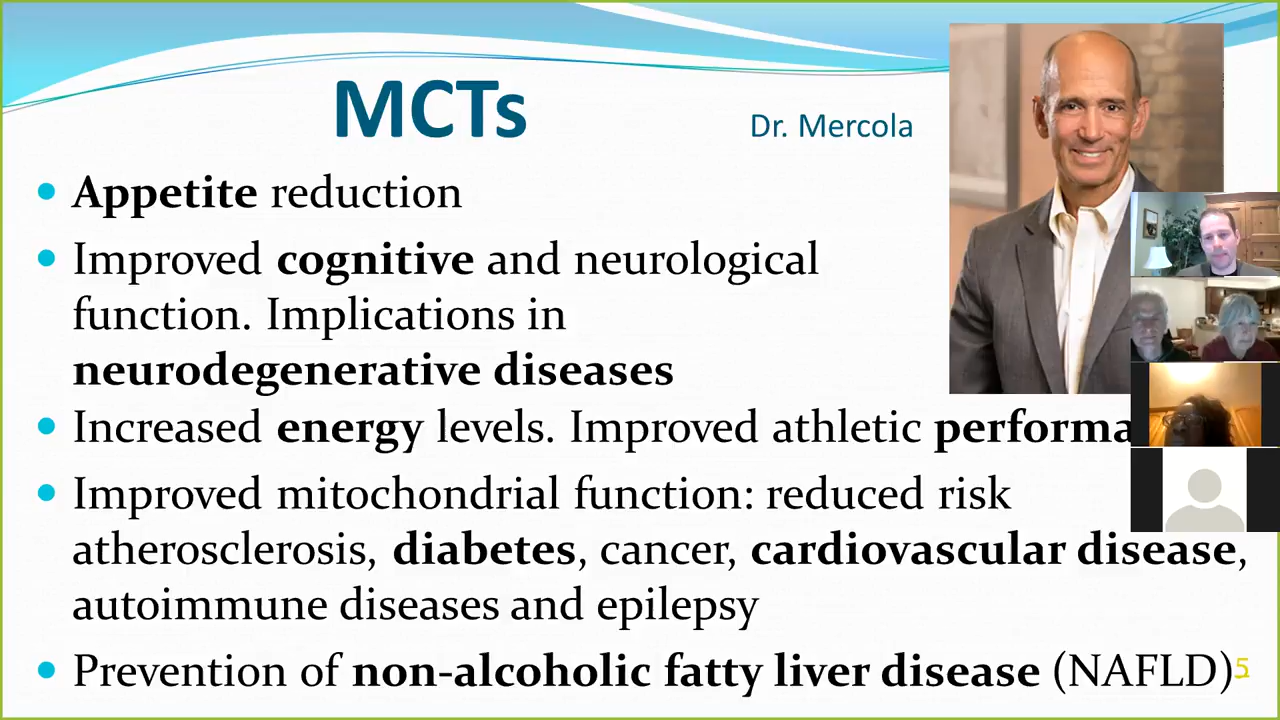 MCTs
Dr. Mercola
• Appetite reduction
• Improved cognitive and neurological
function. Implications in
neurodegenerative diseases
• Increased energy levels. Improved athletic performa
• Improved mitochondrial function: reduced risk
atherosclerosis, diabetes, cancer, cardiovascular disease,
autoimmune diseases and epilepsy
• Prevention of non-alcoholic fatty liver disease (NAFLD)
5